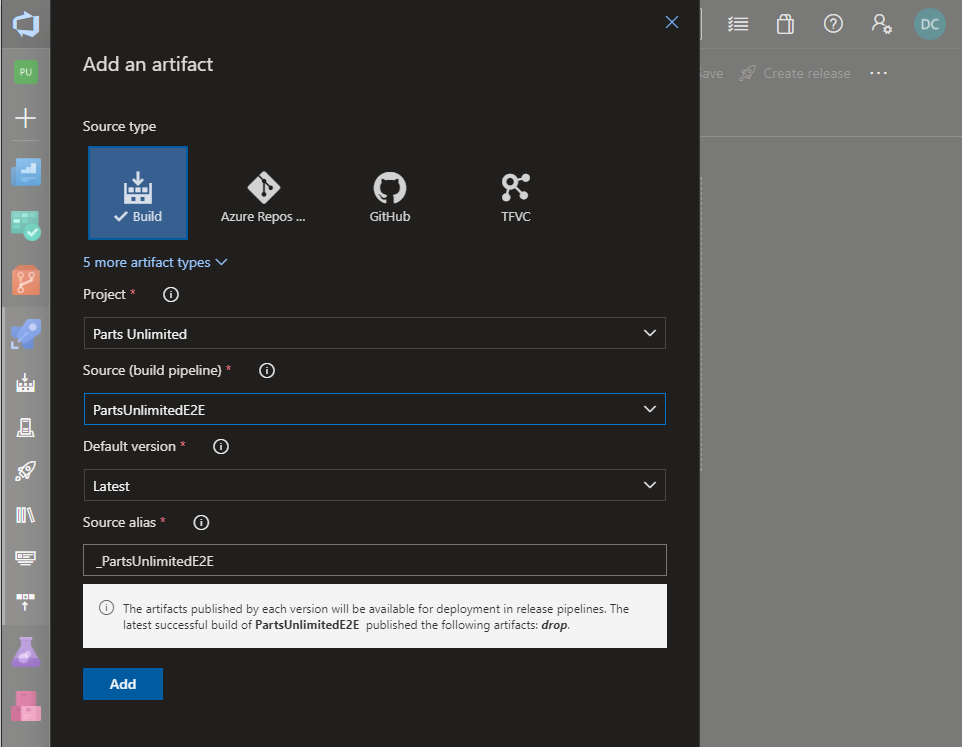 PU
DC
Save
Create release
Add an artifact
Source type
Build
Azure Repos ...
GitHub
TFVC
5 more artifact types
Project *
Parts Unlimited
Source (build pipeline) *
PartsUnlimitedE2E
Default version *
Latest
Source alias *
_PartsUnlimitedE2E
The artifacts published by each version will be available for deployment in release pipelines. The
latest successful build of PartsUnlimitedE2E published the following artifacts: drop.
Add